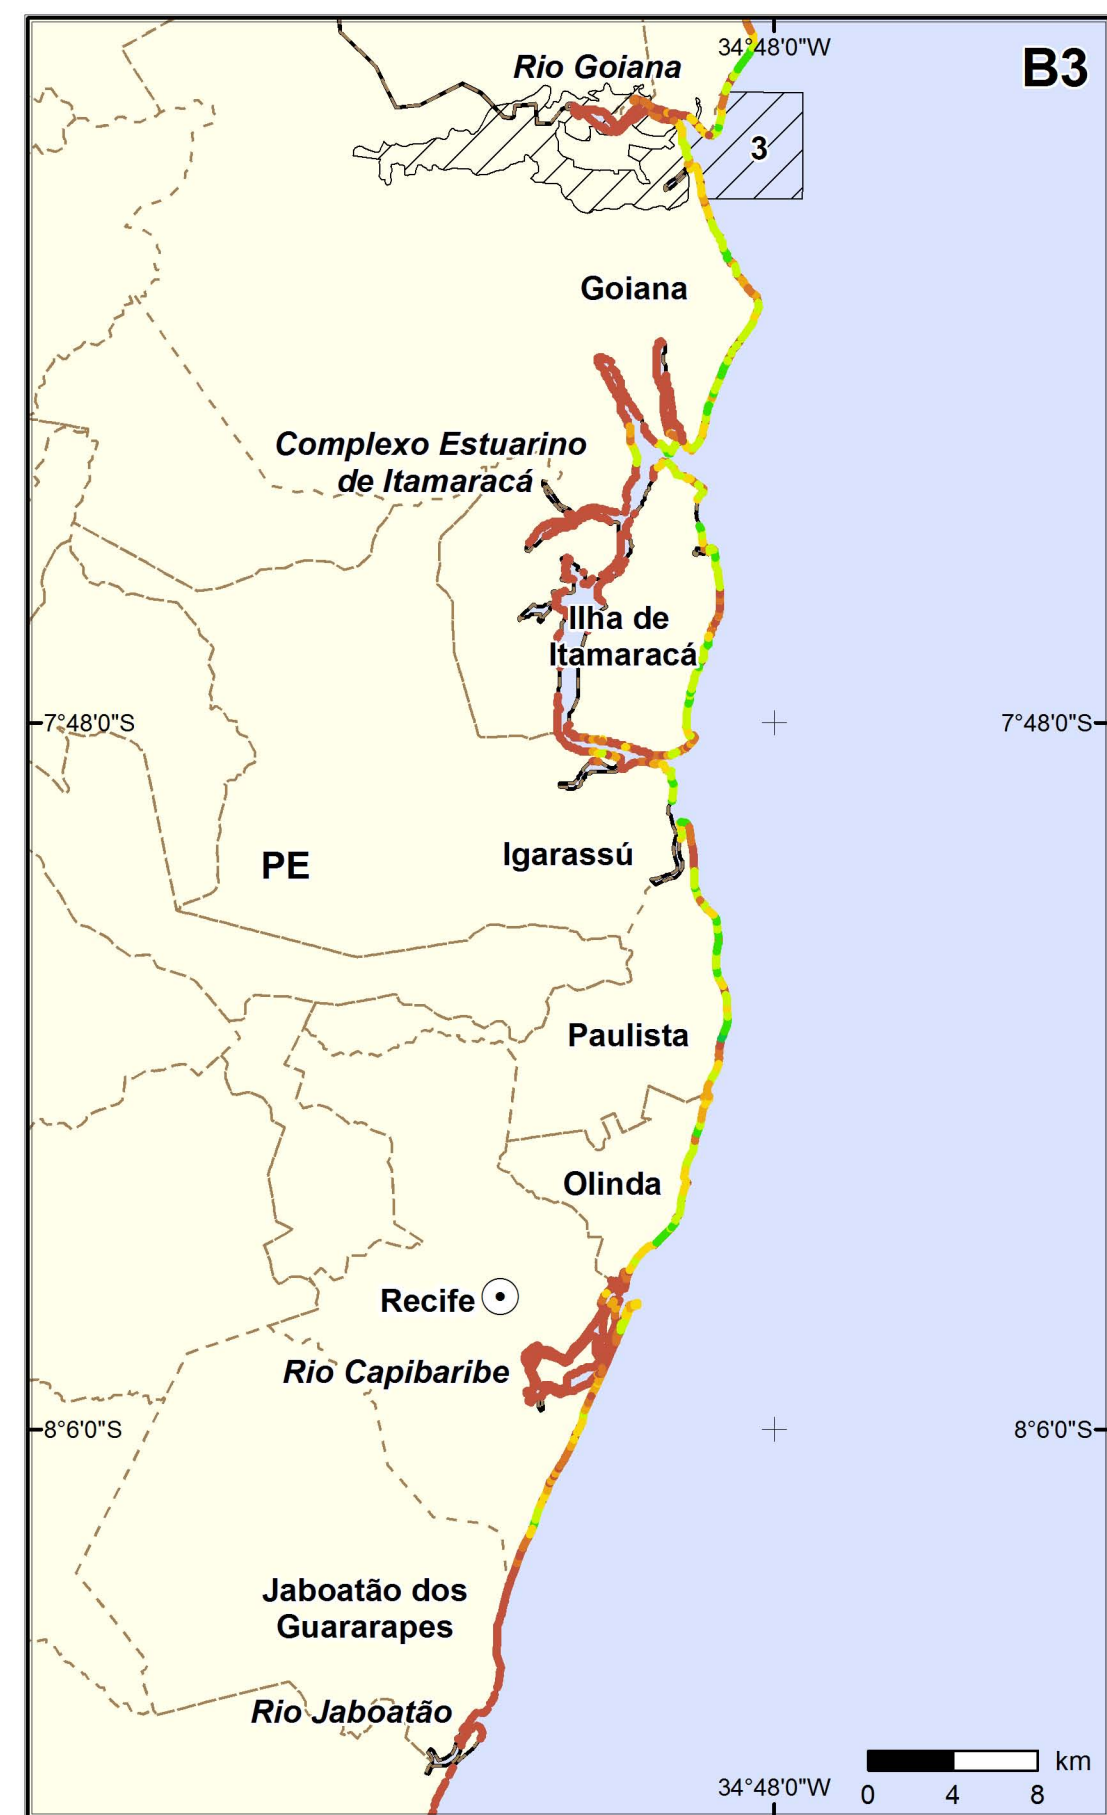 34°48'0"W
B3
Rio Goiana
3
Goiana
Complexo Estuarino
de Itamaracá
Ilha de
Itamaracá
7°48'0"S
7°48'0"S
Igarassú
PE
Paulista
Olinda
Recife
Rio Capibaribe
8°6'0"S
8°6'0"S
Jaboatão dos
Guararapes
Rio Jaboatão
34°48'0"W
km
0 4 8